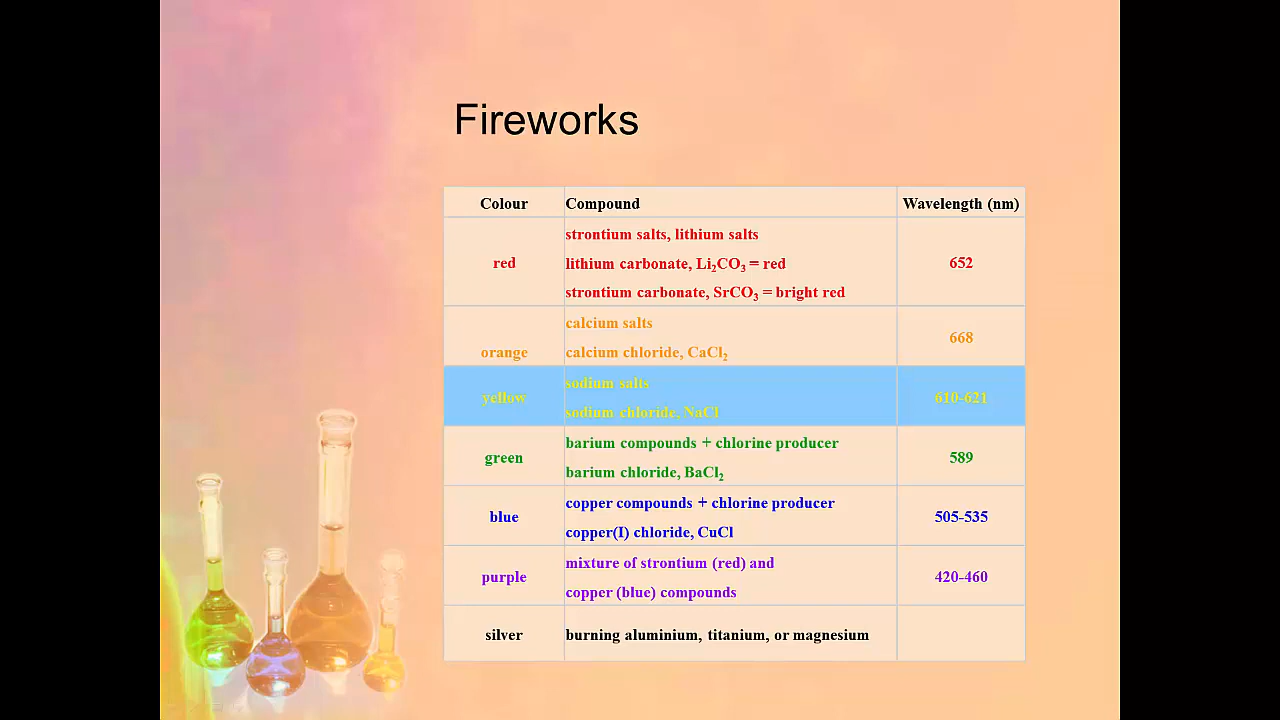 Fireworks
Colour Compound Wavelength (nm)
strontium salts, lithium salts
red lithium carbonate, Li₂CO₃ = red 652
strontium carbonate, SrCO₃ = bright red
calcium salts
668
orange calcium chloride, CaCl₂
sodium salts
yellow 610-621
sodium chloride, NaCl
barium compounds + chlorine producer
green 589
barium chloride, BaCl₂
copper compounds + chlorine producer
blue 505-535
copper(I) chloride, CuCl
mixture of strontium (red) and
purple 420-460
copper (blue) compounds
silver burning aluminium, titanium, or magnesium